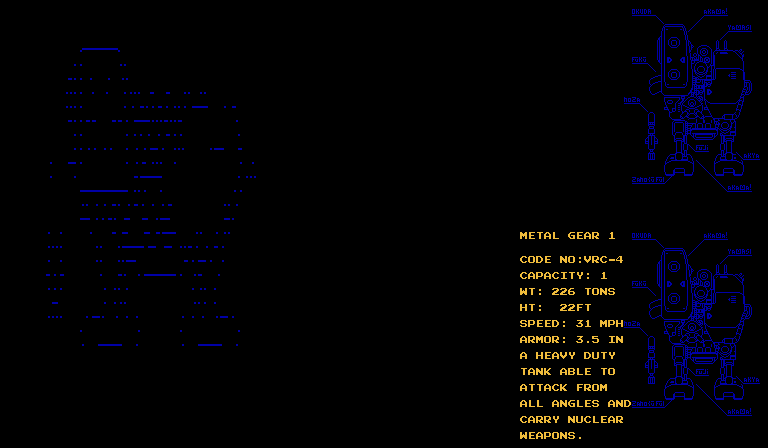 METAL GEAR 1
CODE NO:VRC-4
CAPACITY: 1
WT: 226 TONS
HT:  22FT
SPEED: 31 MPH
ARMOR: 3.5 IN
A HEAVY DUTY
TANK ABLE TO
ATTACK FROM
ALL ANGLES AND
CARRY NUCLEAR
WEAPONS.